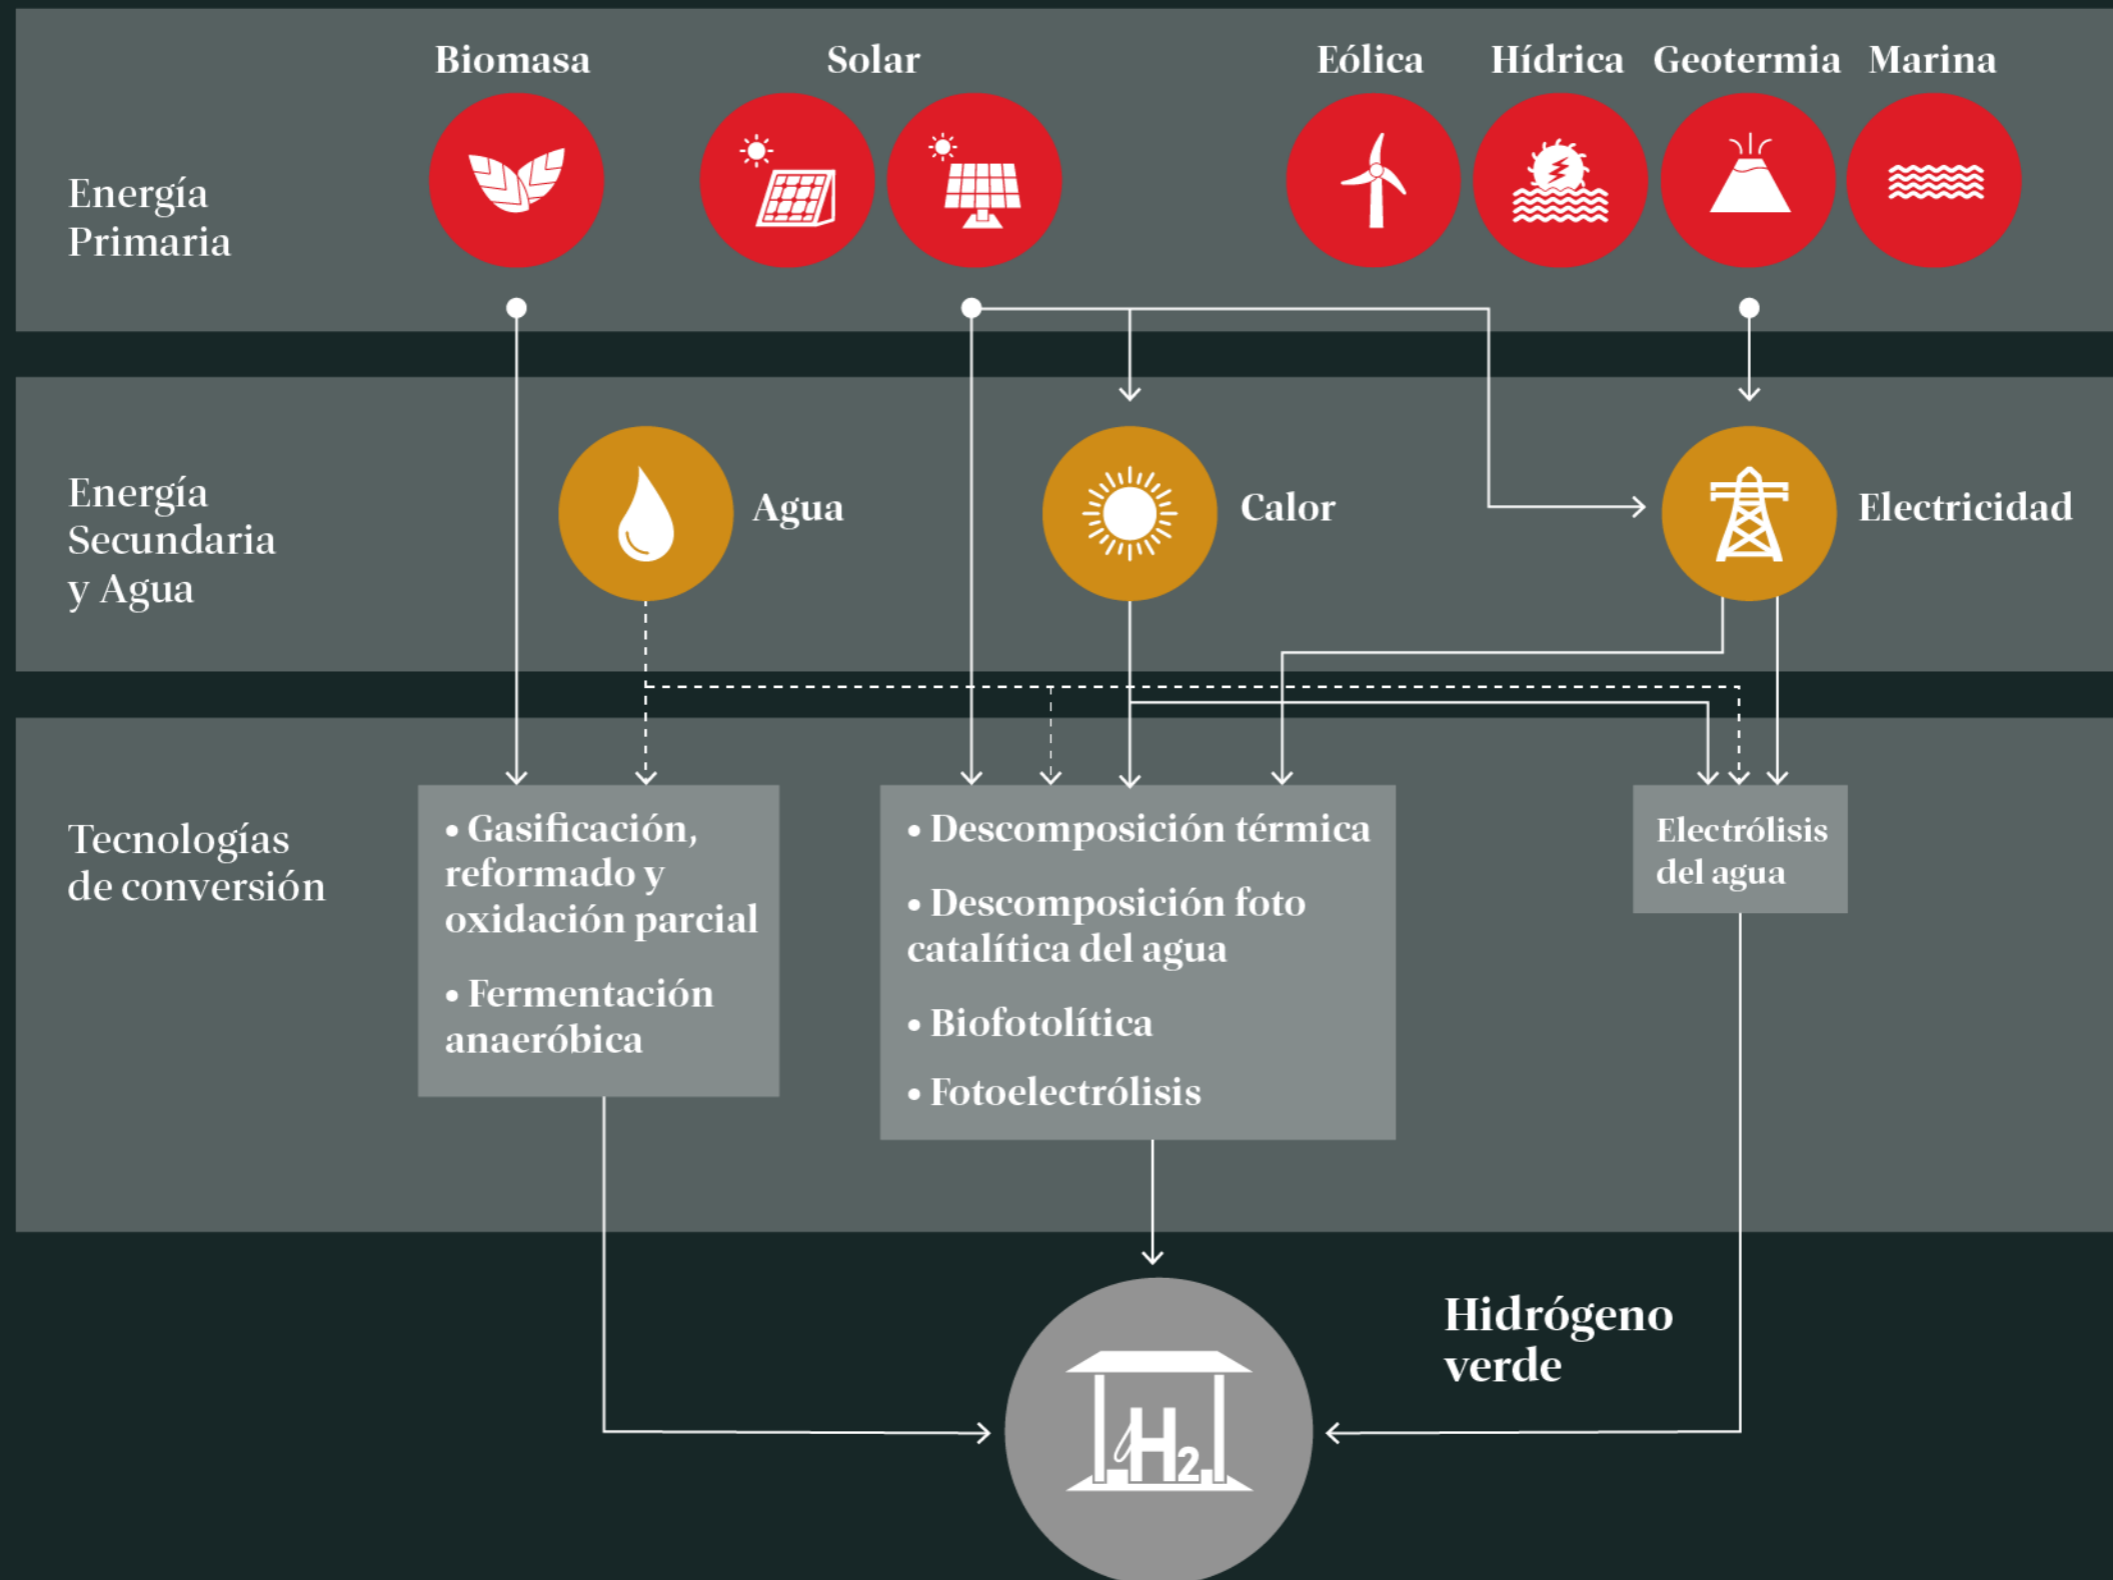 Biomasa
Solar
Eólica
Hídrica
Geotermia
Marina
Energía
Primaria
Energía
Secundaria
y Agua
Agua
Calor
Electricidad
Tecnologías
de conversión
• Gasificación,
reformado y
oxidación parcial
• Fermentación
anaeróbica
• Descomposición térmica
• Descomposición foto
catalítica del agua
• Biofotolítica
• Fotoelectrólisis
Electrólisis
del agua
Hidrógeno
verde
H2